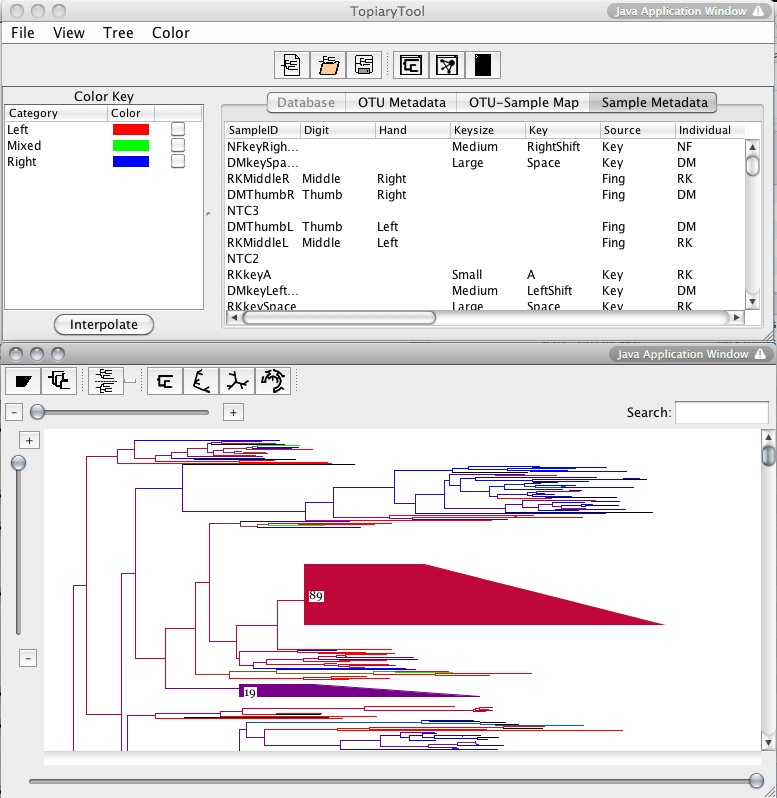 TopiaryTool
Java Application Window
File View Tree Color
Color Key
Category Color
Left
Mixed
Right
Interpolate
Database OTU Metadata OTU-Sample Map Sample Metadata
SampleID Digit Hand Keysize Key Source Individual
NFkeyRigh... Medium RightShift Key NF
DMkeySpa... Large Space Key DM
RKMiddleR Middle Right Fing RK
DMThumbR Thumb Right Fing DM
NTC3
DMThumbL Thumb Left Fing DM
RKMiddleL Middle Left Fing RK
NTC2
RKkeyA Small A Key RK
DMkeyLeft... Medium LeftShift Key DM
RKkeySpace Large Space Key RK
Java Application Window
Search:
89
19